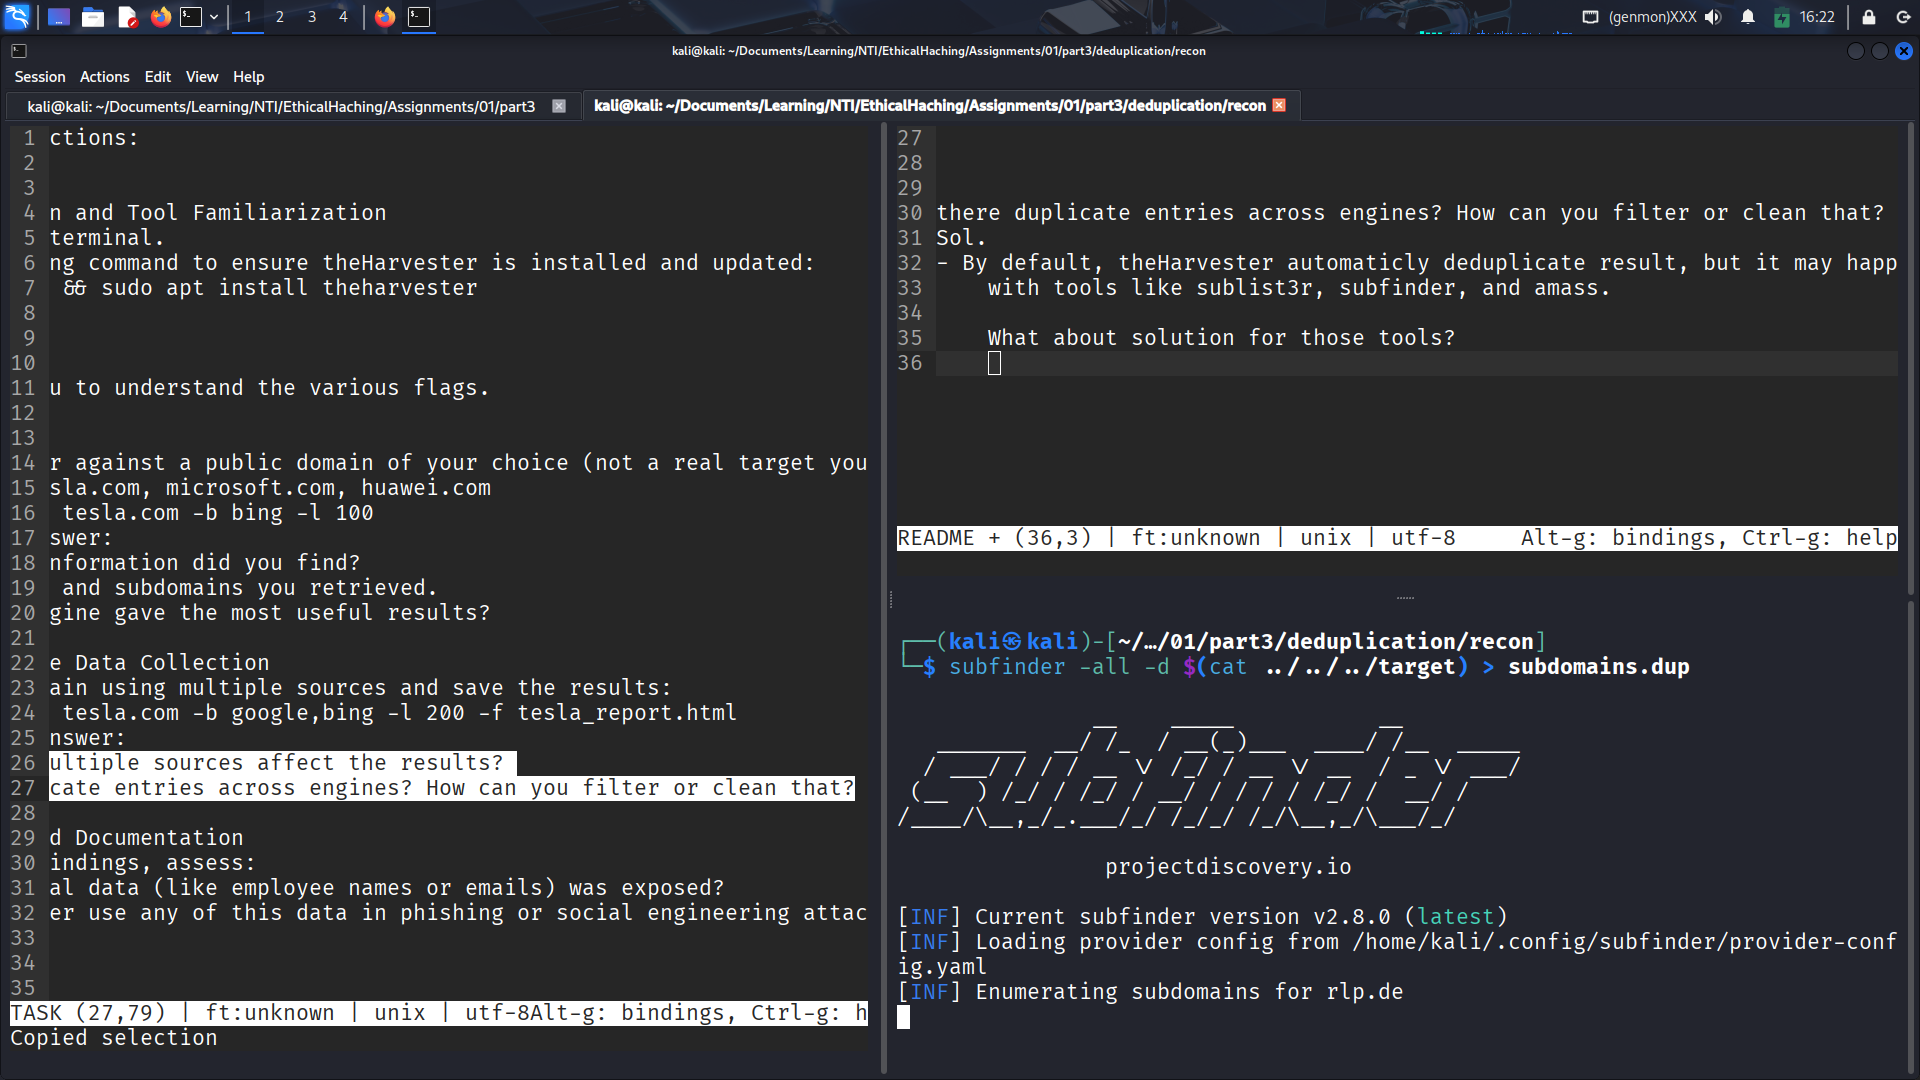 1 2 3 4
(genmon)XXX 16:22
kali@kali: ~/Documents/Learning/NTI/EthicalHaching/Assignments/01/part3/deduplication/recon
Session Actions Edit View Help
kali@kali: ~/Documents/Learning/NTI/EthicalHaching/Assignments/01/part3
kali@kali: ~/Documents/Learning/NTI/EthicalHaching/Assignments/01/part3/deduplication/recon
1 ctions:
2
3
4 n and Tool Familiarization
5 terminal.
6 ng command to ensure theHarvester is installed and updated:
7 && sudo apt install theharvester
8
9
10
11 u to understand the various flags.
12
13
14 r against a public domain of your choice (not a real target you
15 sla.com, microsoft.com, huawei.com
16 tesla.com -b bing -l 100
17 swer:
18 nformation did you find?
19 and subdomains you retrieved.
20 gine gave the most useful results?
21
22 e Data Collection
23 ain using multiple sources and save the results:
24 tesla.com -b google,bing -l 200 -f tesla_report.html
25 nswer:
26 ultiple sources affect the results?
27 cate entries across engines? How can you filter or clean that?
28
29 d Documentation
30 indings, assess:
31 al data (like employee names or emails) was exposed?
32 er use any of this data in phishing or social engineering attac
33
34
35
TASK (27,79) | ft:unknown | unix | utf-8Alt-g: bindings, Ctrl-g: h
Copied selection
27
28
29
30 there duplicate entries across engines? How can you filter or clean that?
31 Sol.
32 - By default, theHarvester automaticly deduplicate result, but it may happ
33 with tools like sublist3r, subfinder, and amass.
34
35 What about solution for those tools?
36
README + (36,3) | ft:unknown | unix | utf-8 Alt-g: bindings, Ctrl-g: help
┌──(kali㉿kali)-[~/…/01/part3/deduplication/recon]
└─$ subfinder -all -d $(cat ../../../target) > subdomains.dup
subfinder
projectdiscovery.io
[INF] Current subfinder version v2.8.0 (latest)
[INF] Loading provider config from /home/kali/.config/subfinder/provider-conf
ig.yaml
[INF] Enumerating subdomains for rlp.de